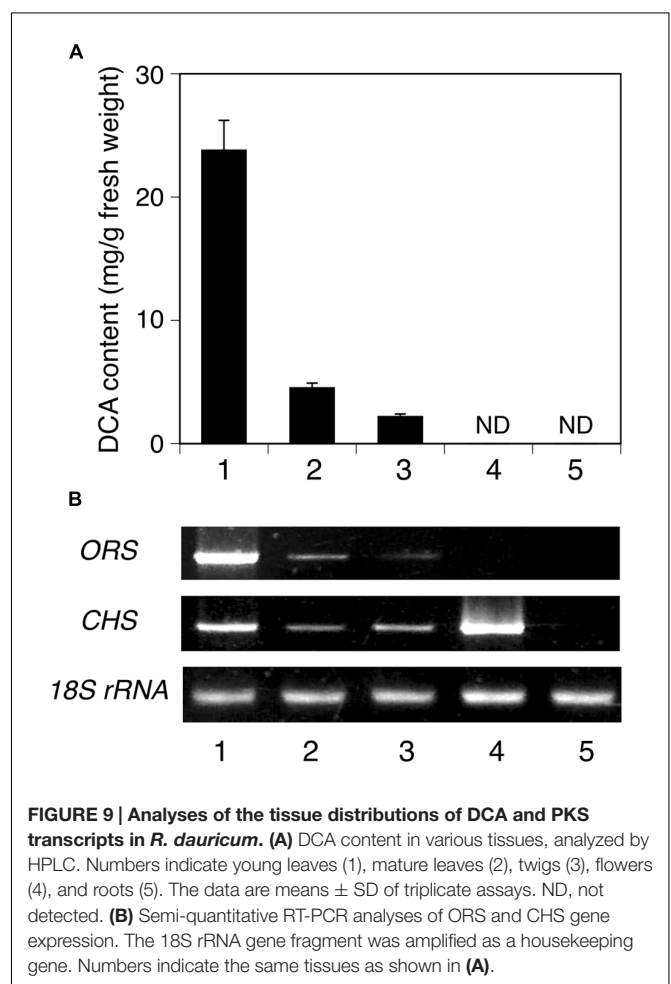 A
DCA content (mg/g fresh weight)
30
20
10
0
ND ND
1 2 3 4 5
B
ORS
CHS
18S rRNA
1 2 3 4 5
FIGURE 9 | Analyses of the tissue distributions of DCA and PKS
transcripts in R. dauricum. (A) DCA content in various tissues, analyzed by
HPLC. Numbers indicate young leaves (1), mature leaves (2), twigs (3), flowers
(4), and roots (5). The data are means ± SD of triplicate assays. ND, not
detected. (B) Semi-quantitative RT-PCR analyses of ORS and CHS gene
expression. The 18S rRNA gene fragment was amplified as a housekeeping
gene. Numbers indicate the same tissues as shown in (A).